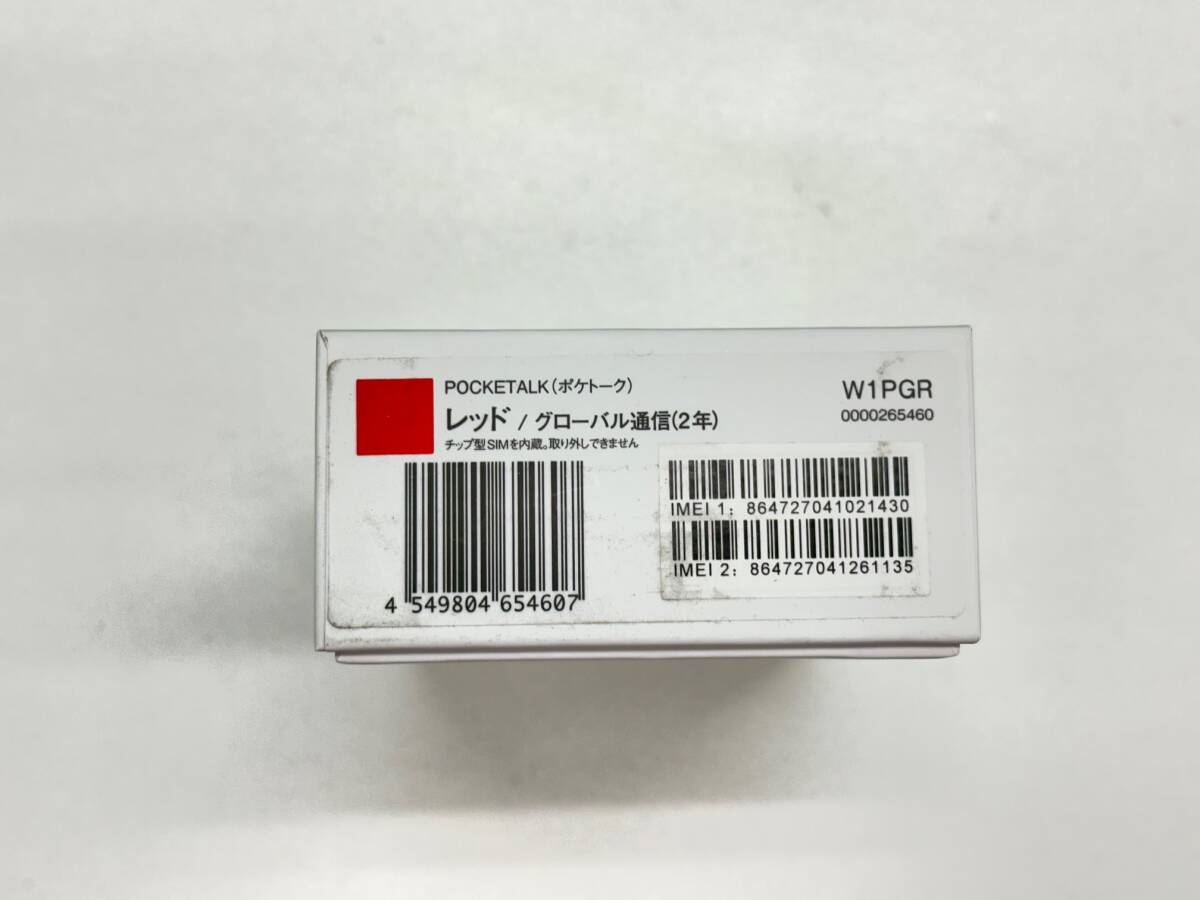 POCKETALK(ポケトーク)
レッド / グローバル通信(2年)
チップ型SIMを内蔵。取り外しできません
W1PGR
0000265460
4 549804 654607
IMEI 1: 864727041021430
IMEI 2: 864727041261135